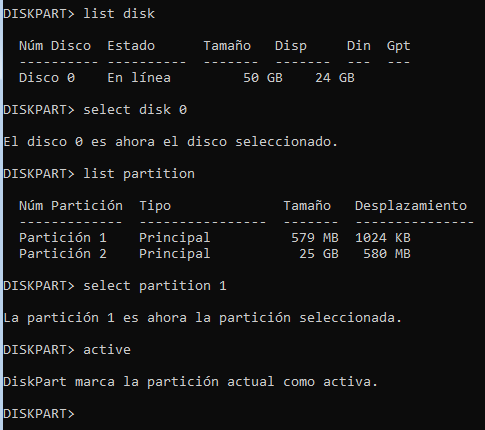 DISKPART> list disk
Núm Disco  Estado      Tamaño   Disp     Din  Gpt
---------- ----------  -------  -------  ---  ---
Disco 0    En línea         50 GB    24 GB
DISKPART> select disk 0
El disco 0 es ahora el disco seleccionado.
DISKPART> list partition
Núm Partición  Tipo              Tamaño   Desplazamiento
-------------  ----------------  -------  ---------------
Partición 1    Principal          579 MB  1024 KB
Partición 2    Principal           25 GB   580 MB
DISKPART> select partition 1
La partición 1 es ahora la partición seleccionada.
DISKPART> active
DiskPart marca la partición actual como activa.
DISKPART>